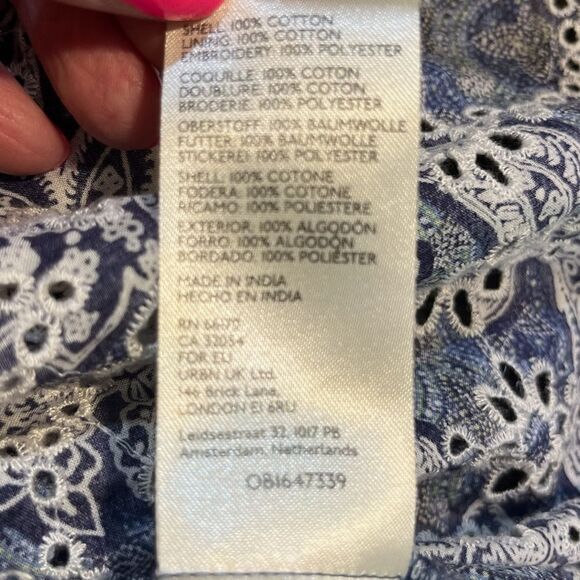 SHELL: 100% COTTON
LINING: 100% COTTON
EMBROIDERY: 100% POLYESTER
COQUILLE: 100% COTON
DOUBLURE: 100% COTON
BRODERIE: 100% POLYESTER
OBERSTOFF: 100% BAUMWOLLE
FUTTER: 100% BAUMWOLLE
STICKEREI: 100% POLYESTER
SHELL: 100% COTONE
FODERA: 100% COTONE
RICAMO: 100% POLIESTERE
EXTERIOR: 100% ALGODÓN
FORRO: 100% ALGODÓN
BORDADO: 100% POLIÉSTER
MADE IN INDIA
HECHO EN INDIA
RN 66177
CA 32054
FOR EU
URBN UK Ltd.
146 Brick Lane,
LONDON E1 6RU
Leidsestraat 32, 1017 PB
Amsterdam, Netherlands
OB1647339